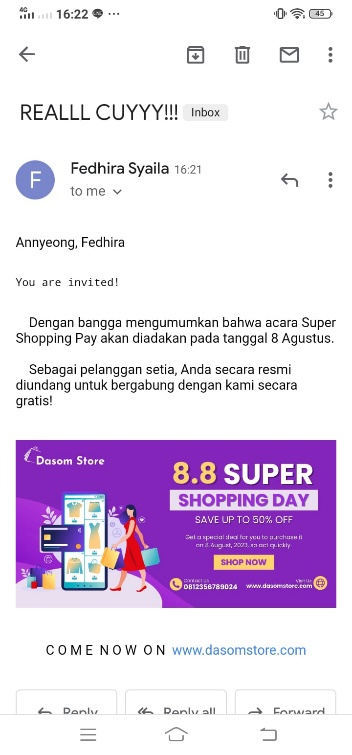 4G 16:22 ··· 45
REALLL CUYYY!!! Inbox
F Fedhira Syaila 16:21
to me
Annyeong, Fedhira
You are invited!
Dengan bangga mengumumkan bahwa acara Super
Shopping Pay akan diadakan pada tanggal 8 Agustus.
Sebagai pelanggan setia, Anda secara resmi
diundang untuk bergabung dengan kami secara
gratis!
Dasom Store
8.8 SUPER
SHOPPING DAY
SAVE UP TO 50% OFF
Get a special deal for you to purchase it
on 8 August, 2023, so act quickly
SHOP NOW
Contact us
0812356789024
Visit Us
www.dasomstore.com
COME NOW ON www.dasomstore.com
Reply Reply all Forward